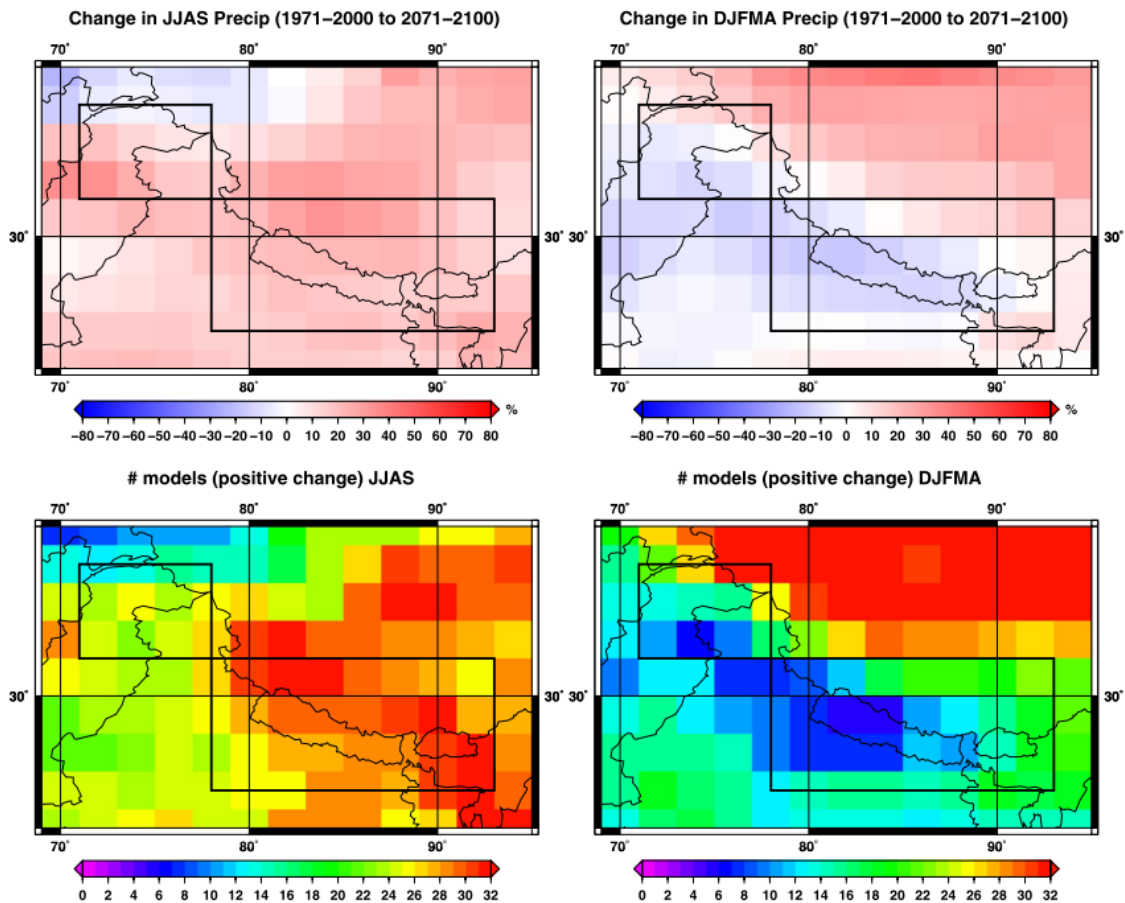 Change in JJAS Precip (1971−2000 to 2071−2100)
70˚ 80˚ 90˚
30˚ 30˚
70˚ 80˚ 90˚
−80 −70 −60 −50 −40 −30 −20 −10 0 10 20 30 40 50 60 70 80 %
Change in DJFMA Precip (1971−2000 to 2071−2100)
70˚ 80˚ 90˚
30˚ 30˚
70˚ 80˚ 90˚
−80 −70 −60 −50 −40 −30 −20 −10 0 10 20 30 40 50 60 70 80 %
# models (positive change) JJAS
70˚ 80˚ 90˚
30˚ 30˚
70˚ 80˚ 90˚
0 2 4 6 8 10 12 14 16 18 20 22 24 26 28 30 32
# models (positive change) DJFMA
70˚ 80˚ 90˚
30˚ 30˚
70˚ 80˚ 90˚
0 2 4 6 8 10 12 14 16 18 20 22 24 26 28 30 32